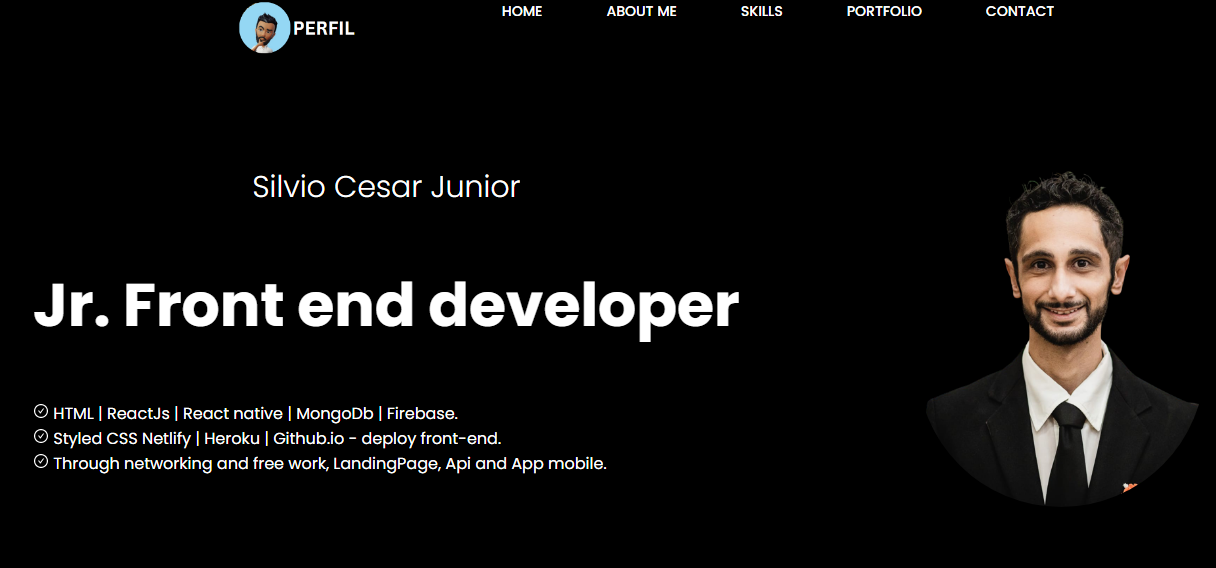 PERFIL
HOME ABOUT ME SKILLS PORTFOLIO CONTACT
Silvio Cesar Junior
Jr. Front end developer
HTML | ReactJs | React native | MongoDb | Firebase.
Styled CSS Netlify | Heroku | Github.io - deploy front-end.
Through networking and free work, LandingPage, Api and App mobile.